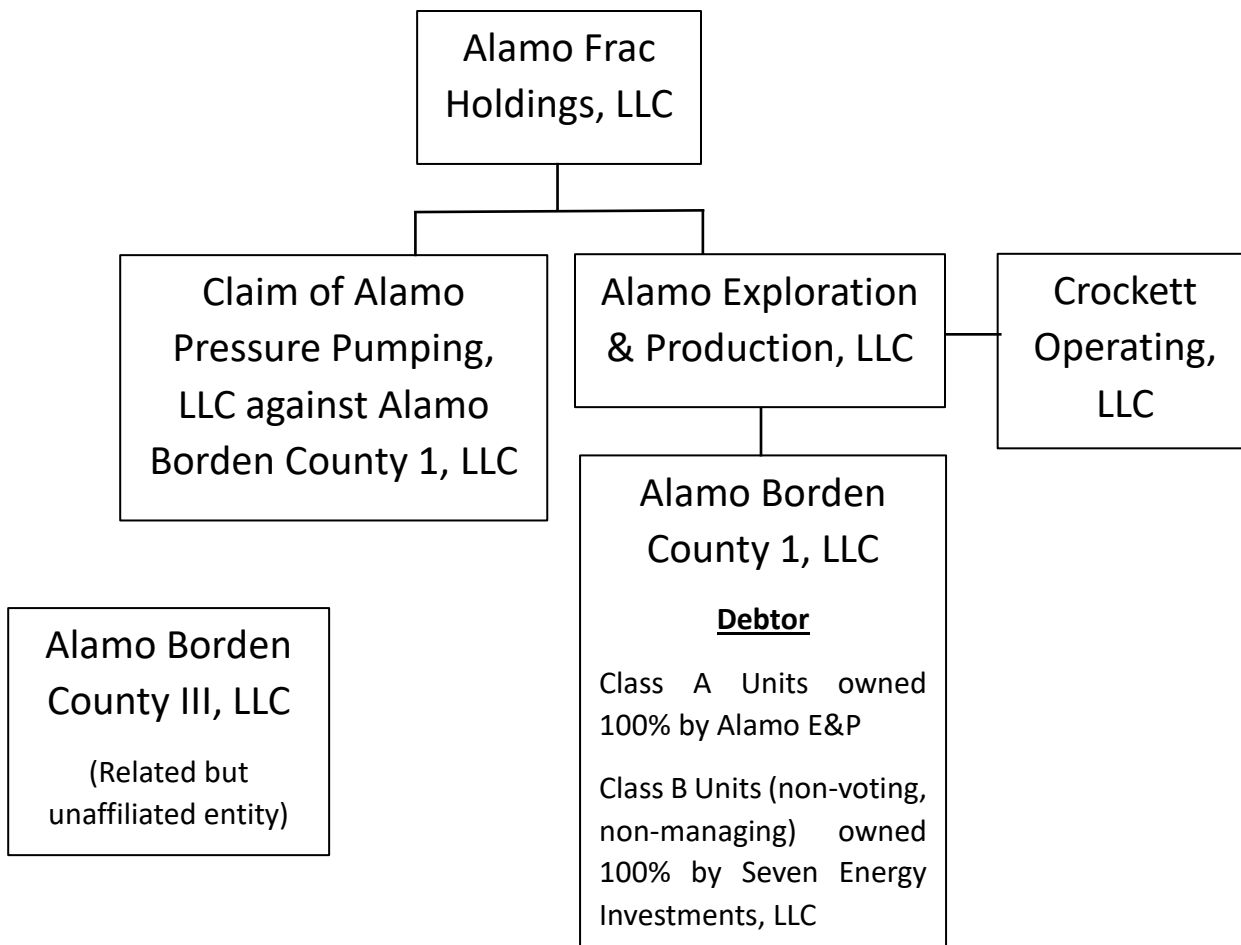 Alamo Frac
Holdings, LLC
Claim of Alamo
Pressure Pumping,
LLC against Alamo
Borden County 1, LLC
Alamo Exploration
& Production, LLC
Crockett
Operating,
LLC
Alamo Borden
County 1, LLC
Debtor
Class A Units owned
100% by Alamo E&P
Class B Units (non-voting,
non-managing) owned
100% by Seven Energy
Investments, LLC
Alamo Borden
County III, LLC
(Related but
unaffiliated entity)